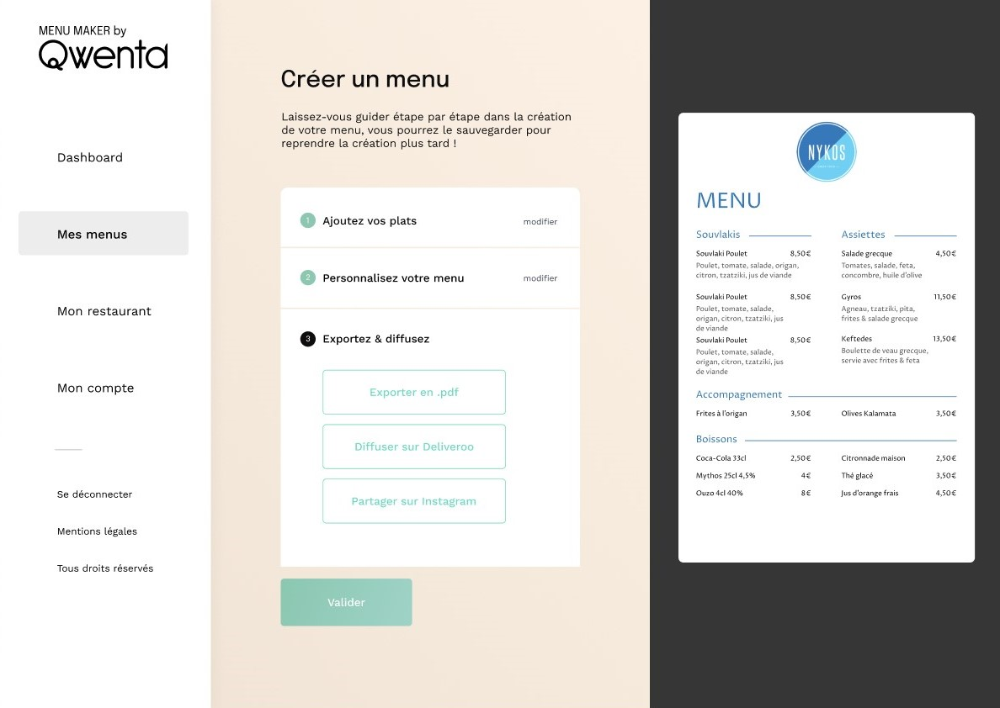 MENU MAKER by
Qwenta
Dashboard
Mes menus
Mon restaurant
Mon compte
Se déconnecter
Mentions légales
Tous droits réservés
Créer un menu
Laissez-vous guider étape par étape dans la création
de votre menu, vous pourrez le sauvegarder pour
reprendre la création plus tard !
1 Ajoutez vos plats modifier
2 Personnalisez votre menu modifier
3 Exportez & diffusez
Exporter en .pdf
Diffuser sur Deliveroo
Partager sur Instagram
Valider
NYKOS
MENU
Souvlakis
Souvlaki Poulet 8,50€
Poulet, tomate, salade, origan,
citron, tzatziki, jus de viande
Souvlaki Poulet 8,50€
Poulet, tomate, salade,
origan, citron, tzatziki, jus
de viande
Souvlaki Poulet 8,50€
Poulet, tomate, salade,
origan, citron, tzatziki, jus
de viande
Assiettes
Salade grecque 4,50€
Tomates, salade, feta,
concombre, huile d'olive
Gyros 11,50€
Agneau, tzatziki, pita,
frites & salade grecque
Keftedes 13,50€
Boulette de veau grecque,
servie avec frites & feta
Accompagnement
Frites à l'origan 3,50€
Olives Kalamata 3,50€
Boissons
Coca-Cola 33cl 2,50€
Mythos 25cl 4,5% 4€
Ouzo 4cl 40% 8€
Citronnade maison 2,50€
Thé glacé 3,50€
Jus d'orange frais 4,50€